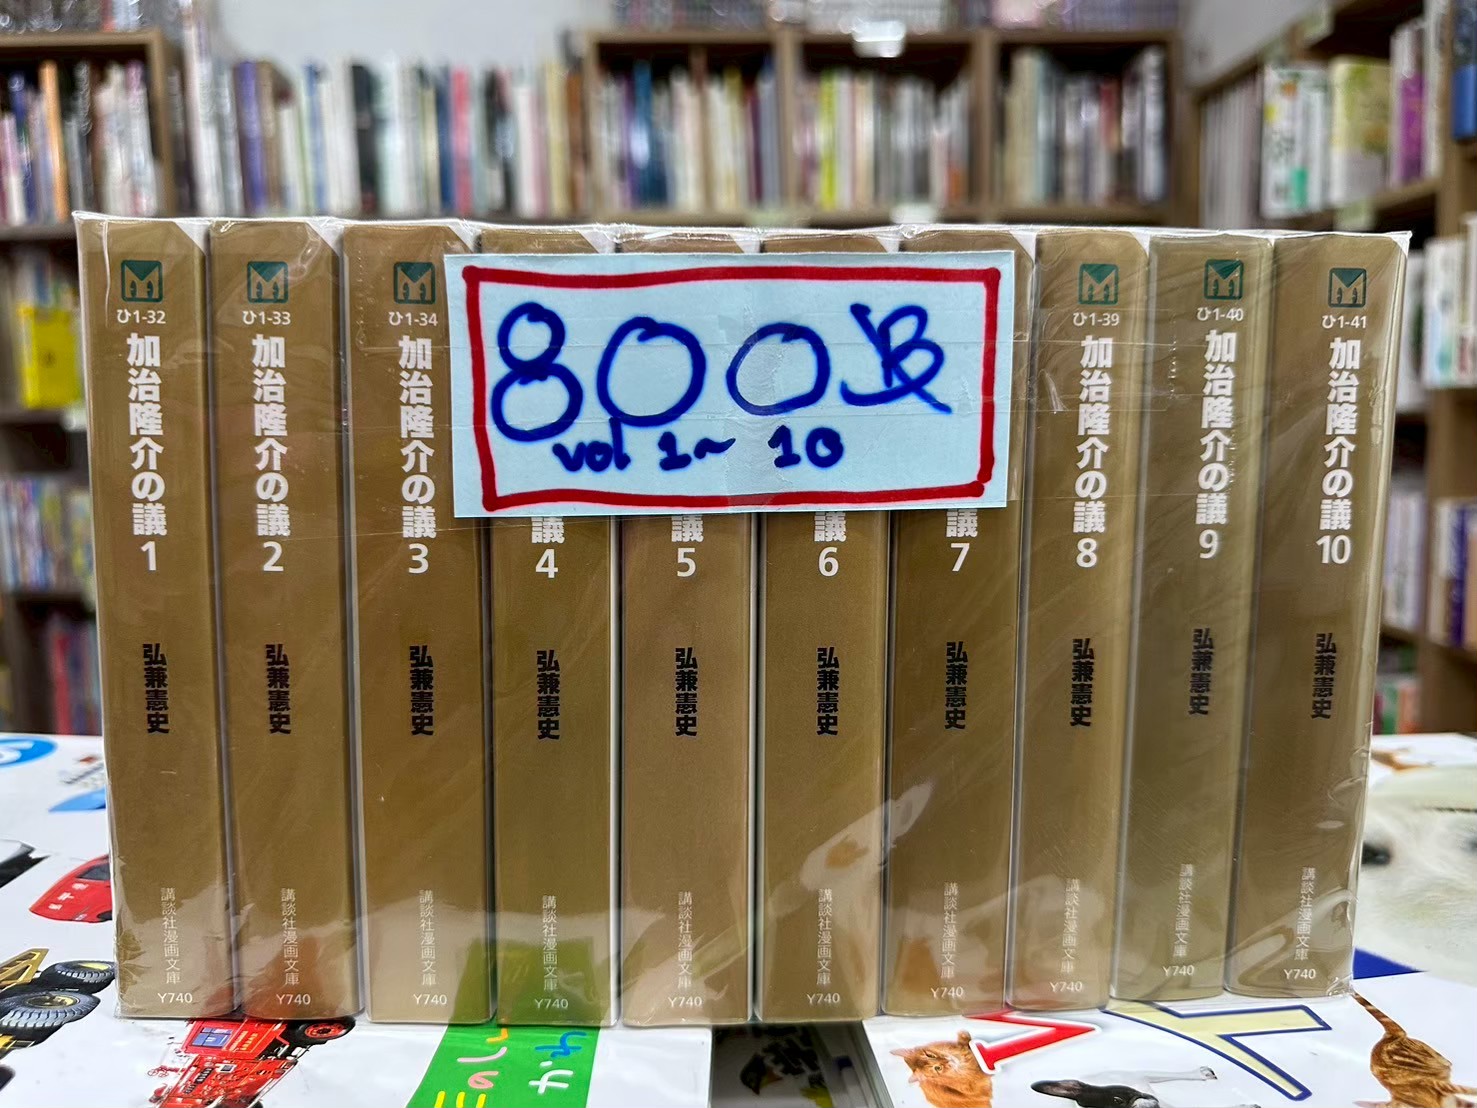 800B
vol 1~ 10
ひ1-32
加治隆介の議
1
弘兼憲史
講談社漫画文庫
Y740
ひ1-33
加治隆介の議
2
弘兼憲史
講談社漫画文庫
Y740
ひ1-34
加治隆介の議
3
弘兼憲史
講談社漫画文庫
Y740
議
4
弘兼憲史
講談社漫画文庫
Y740
議
5
弘兼憲史
講談社漫画文庫
Y740
議
6
弘兼憲史
講談社漫画文庫
Y740
議
7
弘兼憲史
講談社漫画文庫
Y740
ひ1-39
加治隆介の議
8
弘兼憲史
講談社漫画文庫
Y740
ひ1-40
加治隆介の議
9
弘兼憲史
講談社漫画文庫
Y740
ひ1-41
加治隆介の議
10
弘兼憲史
講談社漫画文庫
Y740